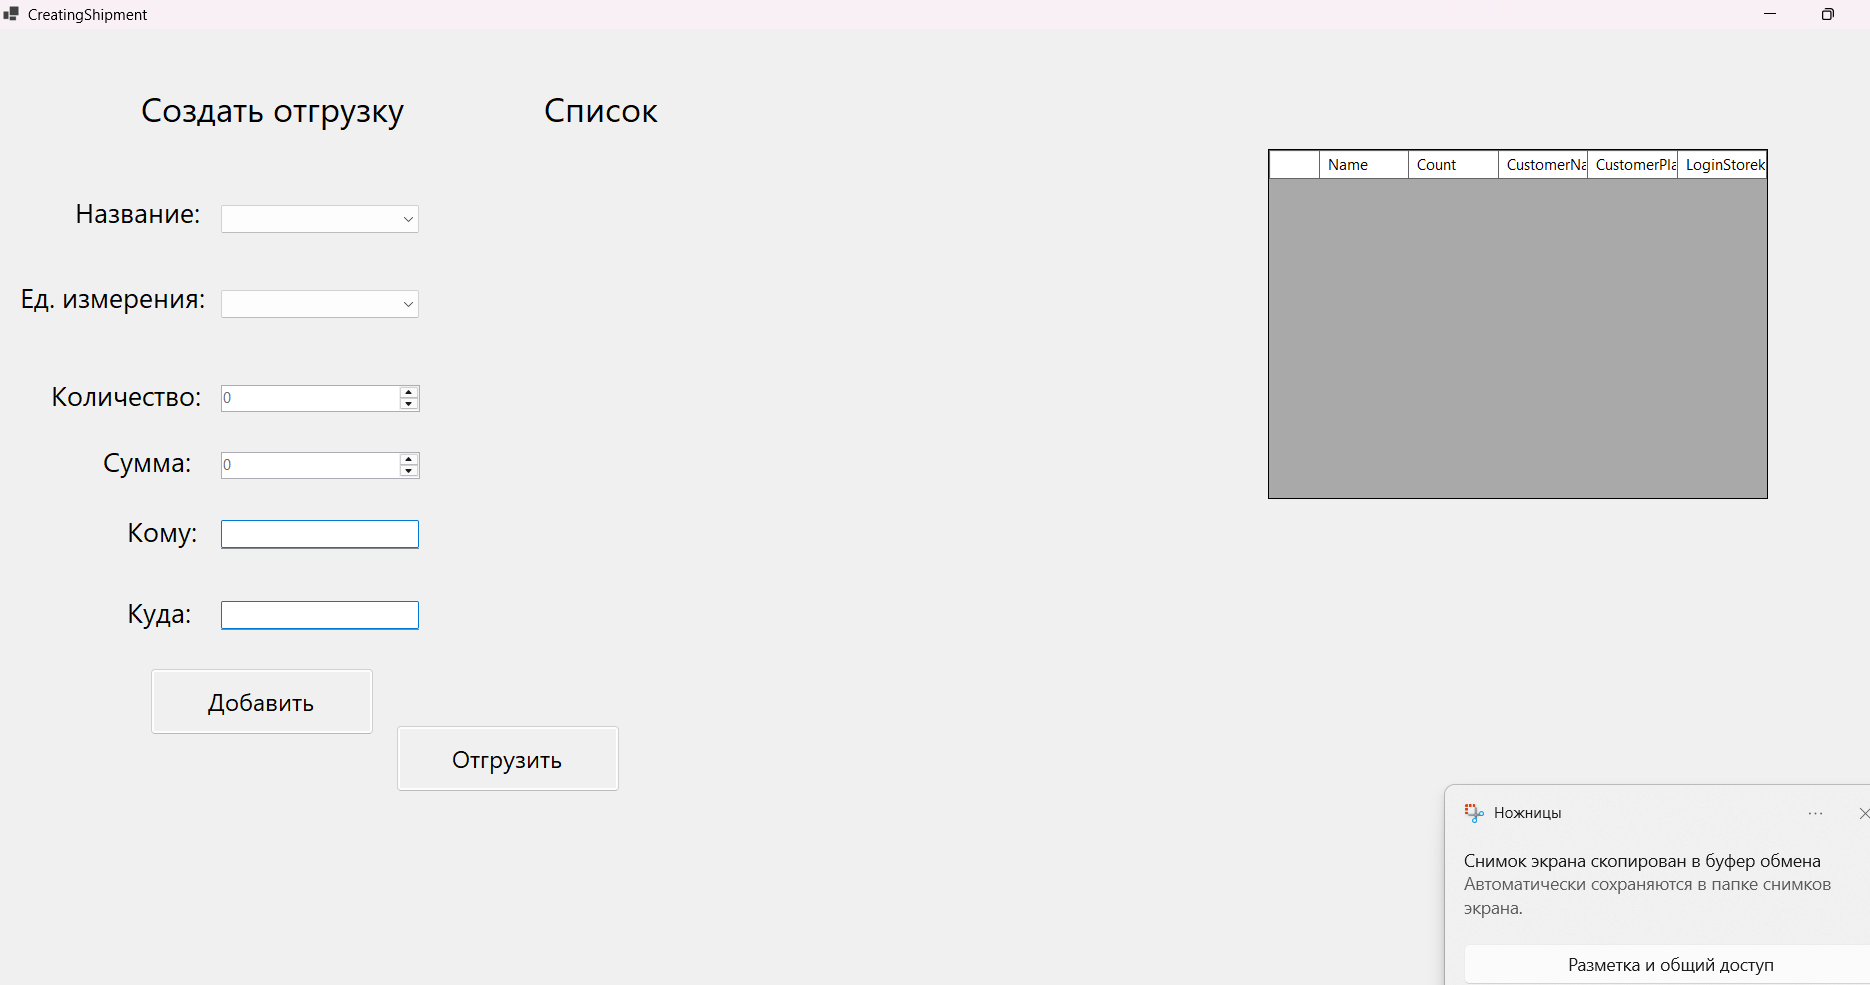 CreatingShipment
Создать отгрузку
Список
Name Count CustomerNa CustomerPla LoginStorek
Название:
Ед. измерения:
Количество: 0
Сумма: 0
Кому:
Куда:
Добавить
Отгрузить
Ножницы
Снимок экрана скопирован в буфер обмена
Автоматически сохраняются в папке снимков
экрана.
Разметка и общий доступ